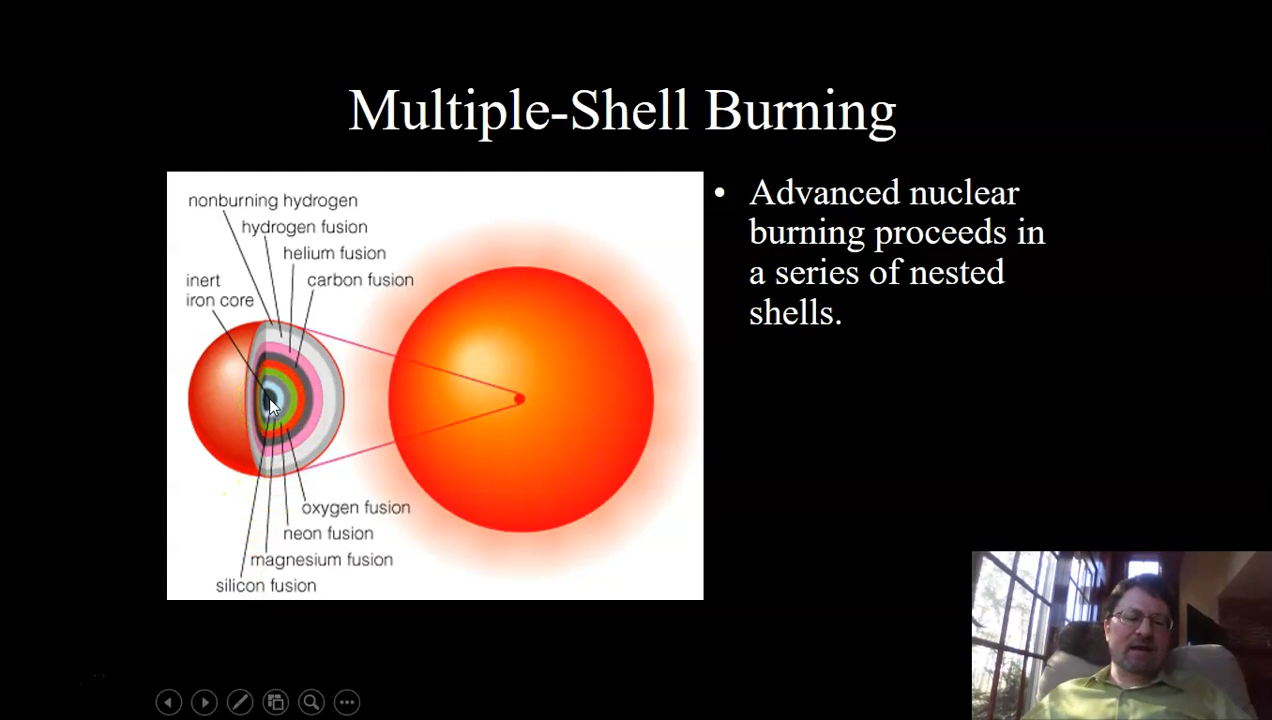 Multiple-Shell Burning
nonburning hydrogen
hydrogen fusion
helium fusion
carbon fusion
inert
iron core
oxygen fusion
neon fusion
magnesium fusion
silicon fusion
• Advanced nuclear
burning proceeds in
a series of nested
shells.